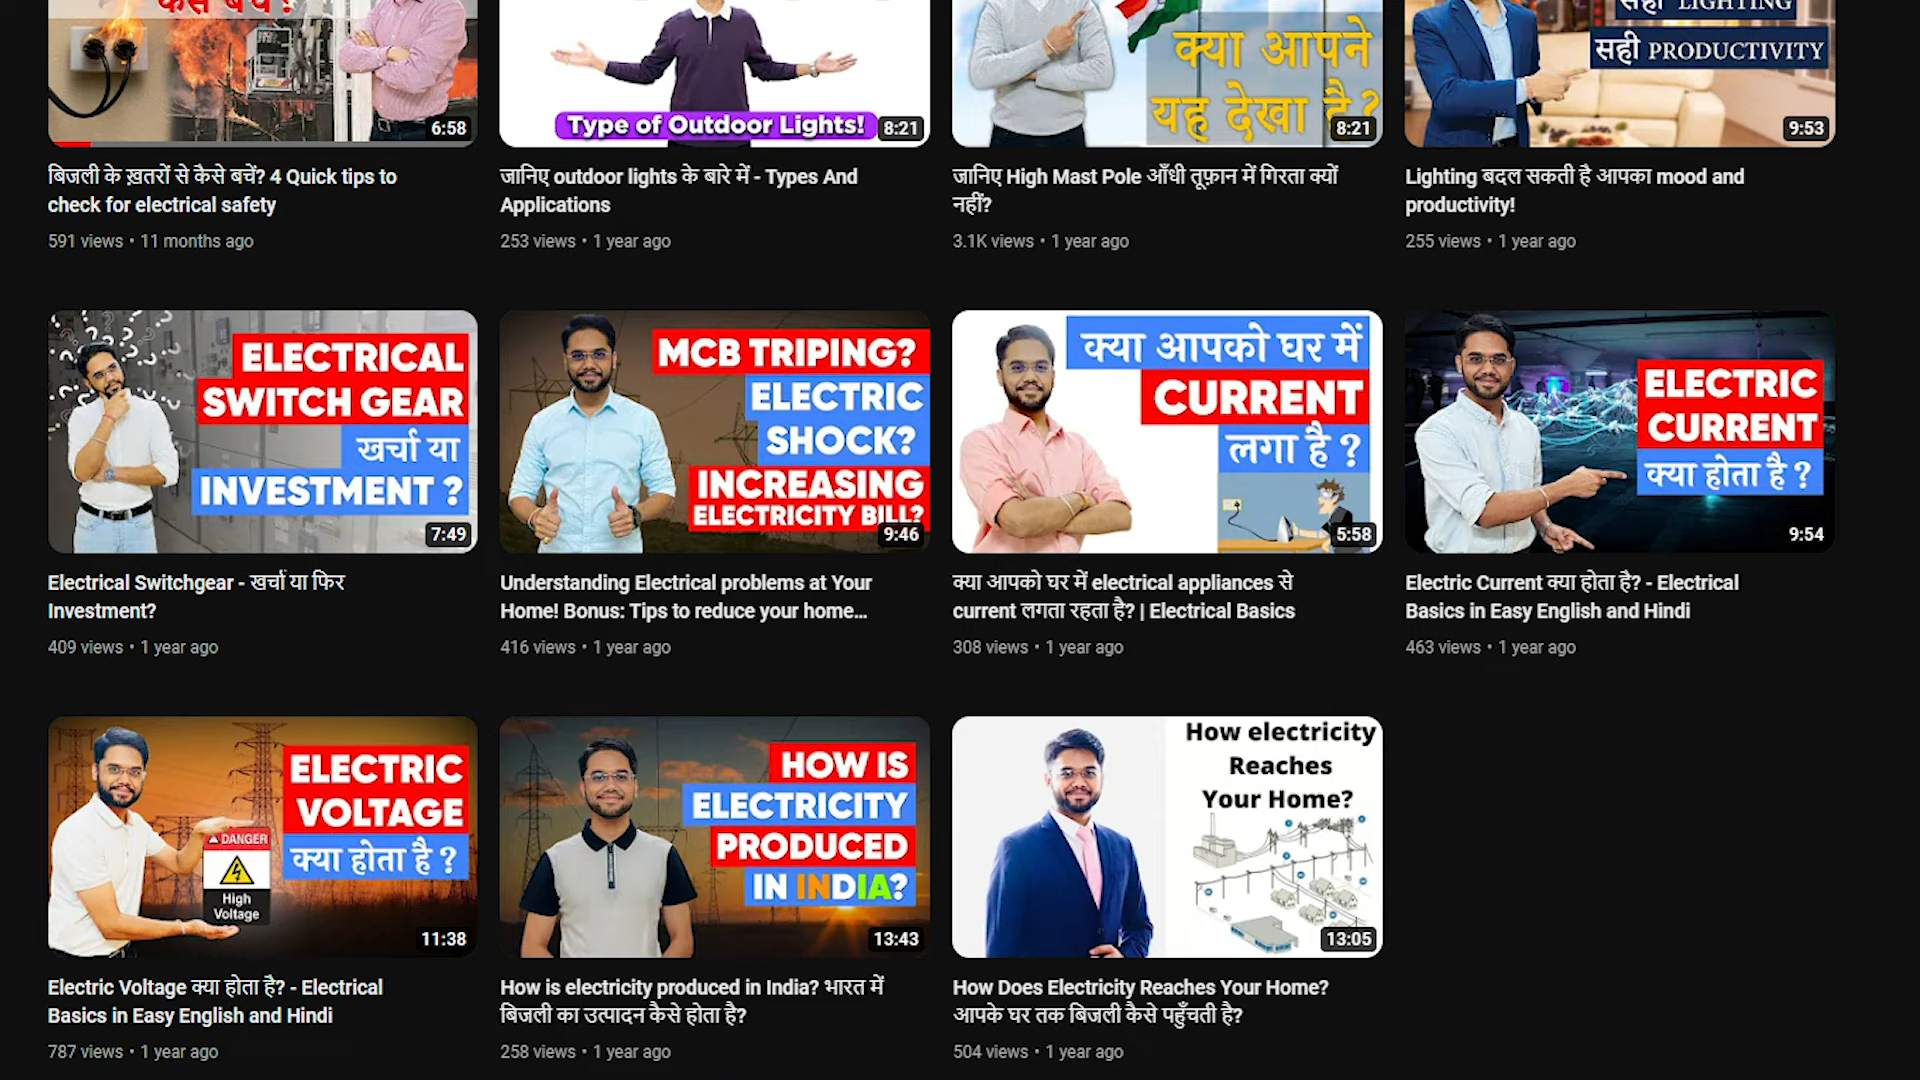 कैसे बचें?
6:58
Type of Outdoor Lights!
8:21
क्या आपने
यह देखा है?
8:21
सही LIGHTING
सही PRODUCTIVITY
9:53
बिजली के ख़तरों से कैसे बचें? 4 Quick tips to
check for electrical safety
591 views • 11 months ago
जानिए outdoor lights के बारे में - Types And
Applications
253 views • 1 year ago
जानिए High Mast Pole आँधी तूफ़ान में गिरता क्यों
नहीं?
3.1K views • 1 year ago
Lighting बदल सकती है आपका mood and
productivity!
255 views • 1 year ago
ELECTRICAL
SWITCH GEAR
खर्चा या
INVESTMENT ?
7:49
MCB TRIPING?
ELECTRIC
SHOCK?
INCREASING
ELECTRICITY BILL?
9:46
क्या आपको घर में
CURRENT
लगा है ?
5:58
ELECTRIC
CURRENT
क्या होता है ?
9:54
Electrical Switchgear - खर्चा या फिर
Investment?
409 views • 1 year ago
Understanding Electrical problems at Your
Home! Bonus: Tips to reduce your home...
416 views • 1 year ago
क्या आपको घर में electrical appliances से
current लगता रहता है? | Electrical Basics
308 views • 1 year ago
Electric Current क्या होता है? - Electrical
Basics in Easy English and Hindi
463 views • 1 year ago
ELECTRIC
VOLTAGE
क्या होता है ?
DANGER
High
Voltage
11:38
HOW IS
ELECTRICITY
PRODUCED
IN INDIA?
13:43
How electricity
Reaches
Your Home?
13:05
Electric Voltage क्या होता है? - Electrical
Basics in Easy English and Hindi
787 views • 1 year ago
How is electricity produced in India? भारत में
बिजली का उत्पादन कैसे होता है?
258 views • 1 year ago
How Does Electricity Reaches Your Home?
आपके घर तक बिजली कैसे पहुँचती है?
504 views • 1 year ago